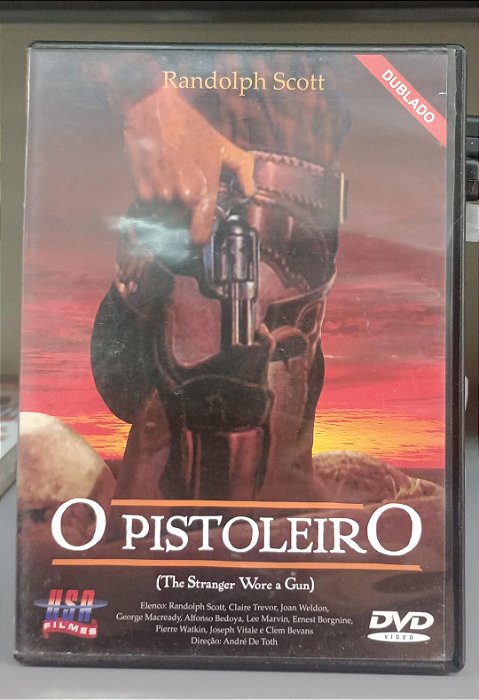 Randolph Scott
DUBLADO
O PISTOLEIRO
(The Stranger Wore a Gun)
Elenco: Randolph Scott, Claire Trevor, Joan Weldon,
George Macready, Alfonso Bedoya, Lee Marvin, Ernest Borgnine,
Pierre Watkin, Joseph Vitale e Clem Bevans
Direção: André De Toth
USA
FILMES
DVD
VIDEO